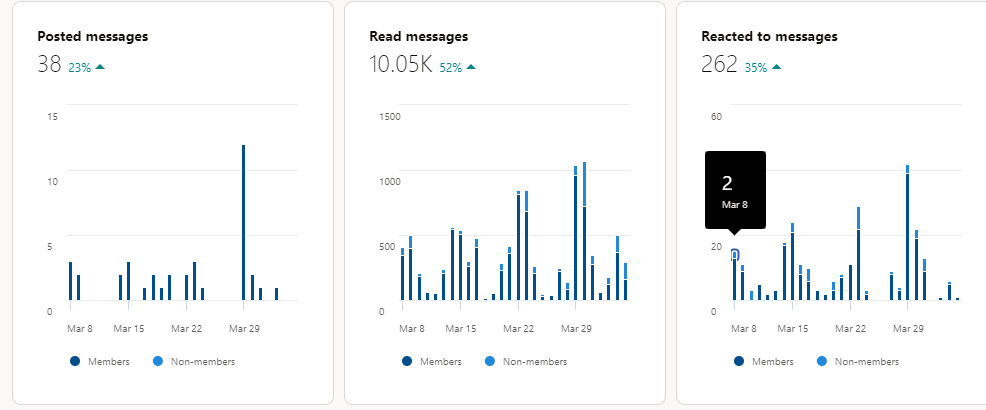 Posted messages
38 23%
15
10
5
0
Mar 8 Mar 15 Mar 22 Mar 29
Members Non-members
Read messages
10.05K 52%
1500
1000
500
0
Mar 8 Mar 15 Mar 22 Mar 29
Members Non-members
Reacted to messages
262 35%
60
2
Mar 8
20
0
Mar 8 Mar 15 Mar 22 Mar 29
Members Non-members